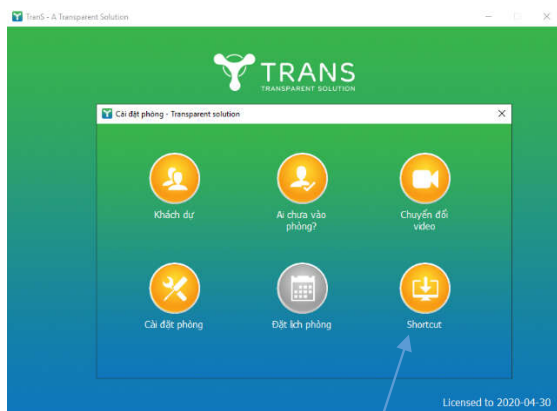 TranS - A Transparent Solution
TRANS
TRANSPARENT SOLUTION
Cài đặt phòng - Transparent solution
Khách dự
Ai chưa vào
phòng?
Chuyển đổi
video
Cài đặt phòng
Đặt lịch phòng
Shortcut
Licensed to 2020-04-30